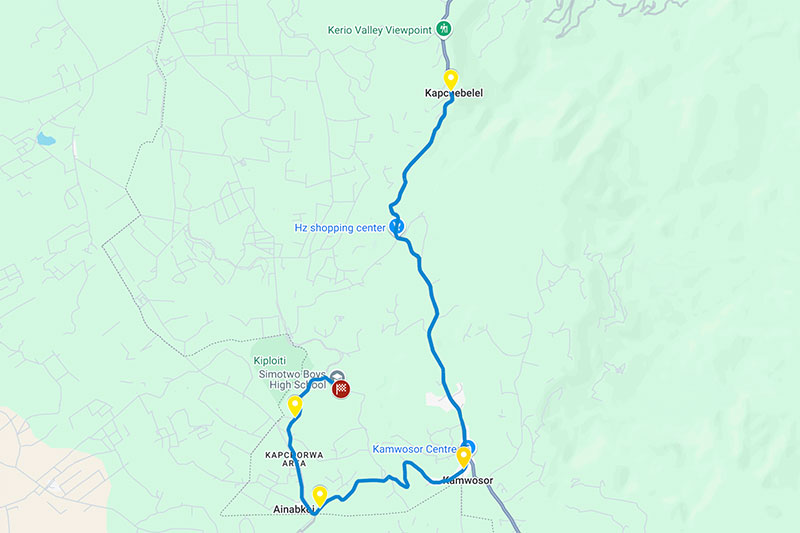 Kerio Valley Viewpoint
Kapchebelel
Hz shopping center
Kiploiti
Simotwo Boys
High School
KAPCHORWA
AREA
Kamwosor Centre
Kamwosor
Ainabkoi